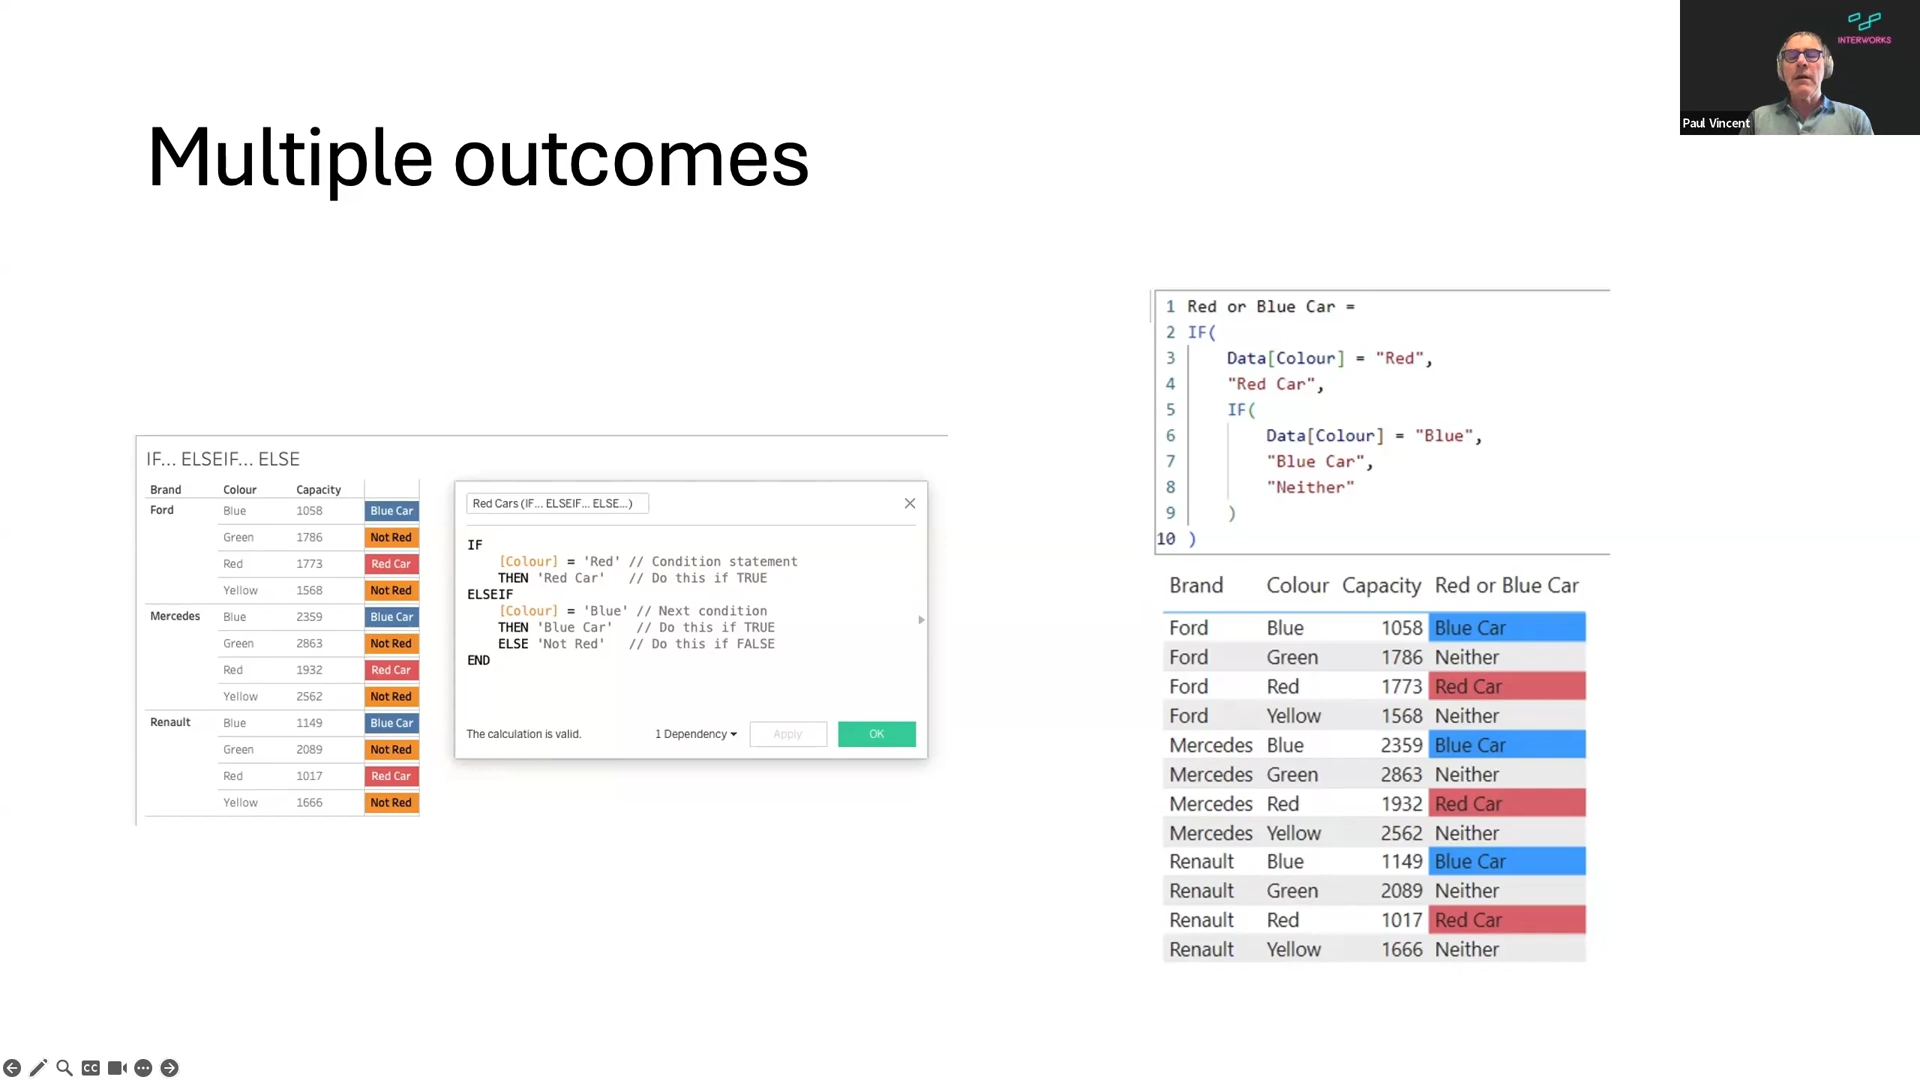 INTERWORKS
Paul Vincent
Multiple outcomes
IF... ELSEIF... ELSE
Brand Colour Capacity
Ford Blue 1058 Blue Car
Green 1786 Not Red
Red 1773 Red Car
Yellow 1568 Not Red
Mercedes Blue 2359 Blue Car
Green 2863 Not Red
Red 1932 Red Car
Yellow 2562 Not Red
Renault Blue 1149 Blue Car
Green 2089 Not Red
Red 1017 Red Car
Yellow 1666 Not Red
Red Cars (IF... ELSEIF... ELSE...)
IF
[Colour] = 'Red' // Condition statement
THEN 'Red Car' // Do this if TRUE
ELSEIF
[Colour] = 'Blue' // Next condition
THEN 'Blue Car' // Do this if TRUE
ELSE 'Not Red' // Do this if FALSE
END
The calculation is valid. 1 Dependency Apply OK
1 Red or Blue Car =
2 IF(
3 Data[Colour] = "Red",
4 "Red Car",
5 IF(
6 Data[Colour] = "Blue",
7 "Blue Car",
8 "Neither"
9 )
10 )
Brand Colour Capacity Red or Blue Car
Ford Blue 1058 Blue Car
Ford Green 1786 Neither
Ford Red 1773 Red Car
Ford Yellow 1568 Neither
Mercedes Blue 2359 Blue Car
Mercedes Green 2863 Neither
Mercedes Red 1932 Red Car
Mercedes Yellow 2562 Neither
Renault Blue 1149 Blue Car
Renault Green 2089 Neither
Renault Red 1017 Red Car
Renault Yellow 1666 Neither
CC